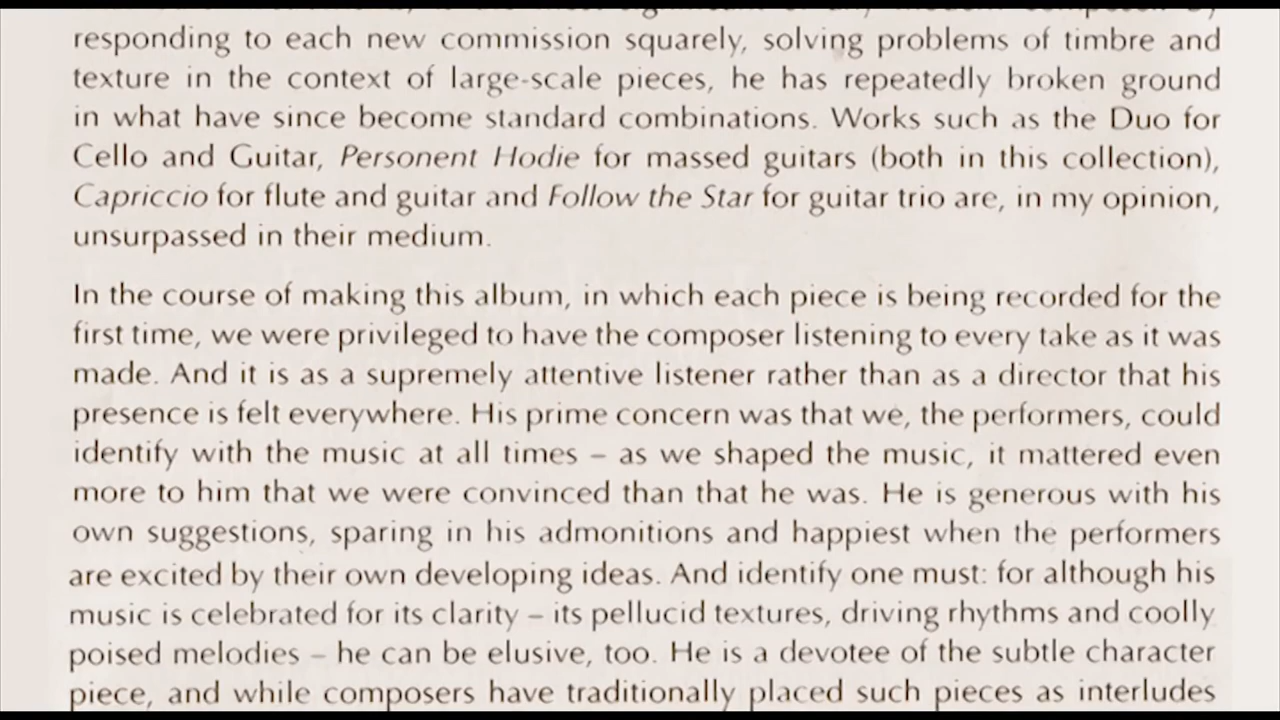 responding to each new commission squarely, solving problems of timbre and
texture in the context of large-scale pieces, he has repeatedly broken ground
in what have since become standard combinations. Works such as the Duo for
Cello and Guitar, Personent Hodie for massed guitars (both in this collection),
Capriccio for flute and guitar and Follow the Star for guitar trio are, in my opinion,
unsurpassed in their medium.
In the course of making this album, in which each piece is being recorded for the
first time, we were privileged to have the composer listening to every take as it was
made. And it is as a supremely attentive listener rather than as a director that his
presence is felt everywhere. His prime concern was that we, the performers, could
identify with the music at all times – as we shaped the music, it mattered even
more to him that we were convinced than that he was. He is generous with his
own suggestions, sparing in his admonitions and happiest when the performers
are excited by their own developing ideas. And identify one must: for although his
music is celebrated for its clarity – its pellucid textures, driving rhythms and coolly
poised melodies – he can be elusive, too. He is a devotee of the subtle character
piece, and while composers have traditionally placed such pieces as interludes